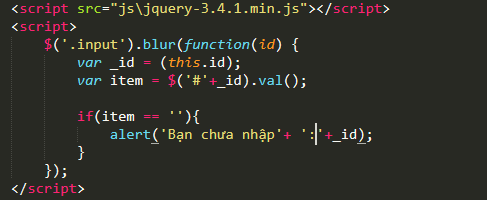 <script src="js\jquery-3.4.1.min.js"></script>
<script>
$('.input').blur(function(id) {
var _id = (this.id);
var item = $('#'+_id).val();
if(item == ''){
alert('Bạn chưa nhập'+ ':'+_id);
}
});
</script>